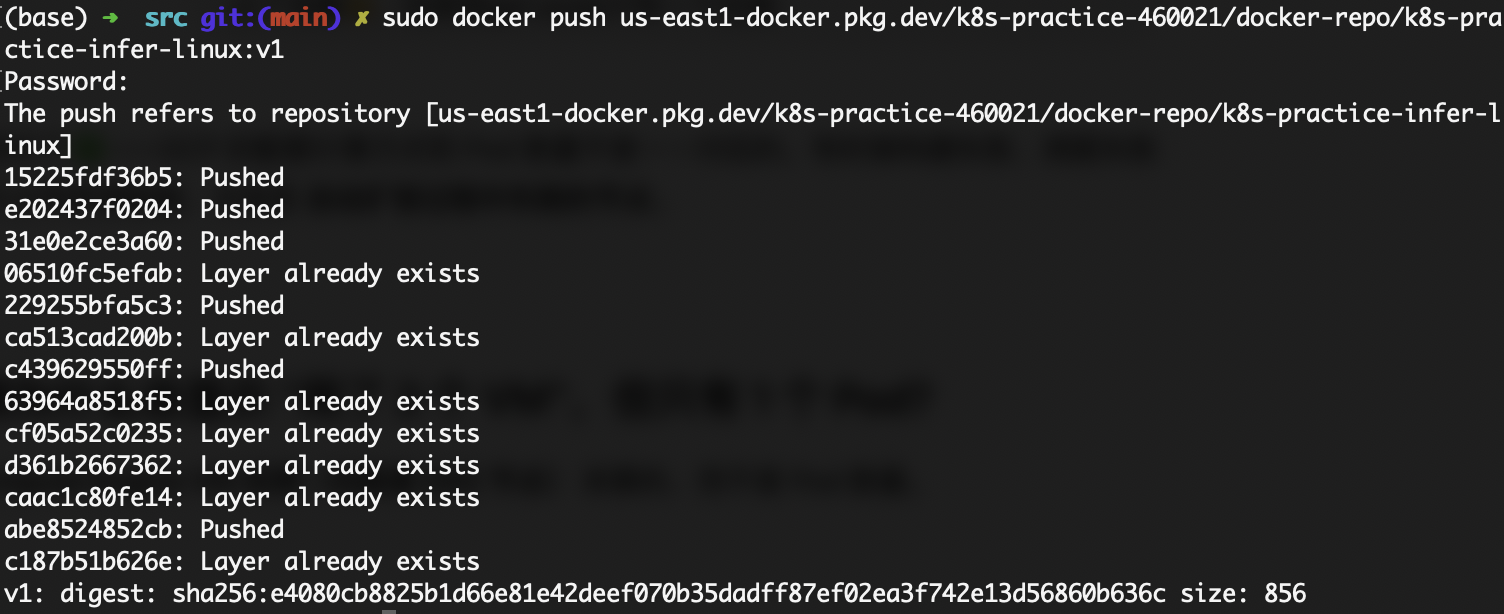 (base) ➜  src git:(main) ✗ sudo docker push us-east1-docker.pkg.dev/k8s-practice-460021/docker-repo/k8s-pra
ctice-infer-linux:v1
Password:
The push refers to repository [us-east1-docker.pkg.dev/k8s-practice-460021/docker-repo/k8s-practice-infer-l
inux]
15225fdf36b5: Pushed
e202437f0204: Pushed
31e0e2ce3a60: Pushed
06510fc5efab: Layer already exists
229255bfa5c3: Pushed
ca513cad200b: Layer already exists
c439629550ff: Pushed
63964a8518f5: Layer already exists
cf05a52c0235: Layer already exists
d361b2667362: Layer already exists
caac1c80fe14: Layer already exists
abe8524852cb: Pushed
c187b51b626e: Layer already exists
v1: digest: sha256:e4080cb8825b1d66e81e42deef070b35dadff87ef02ea3f742e13d56860b636c size: 856